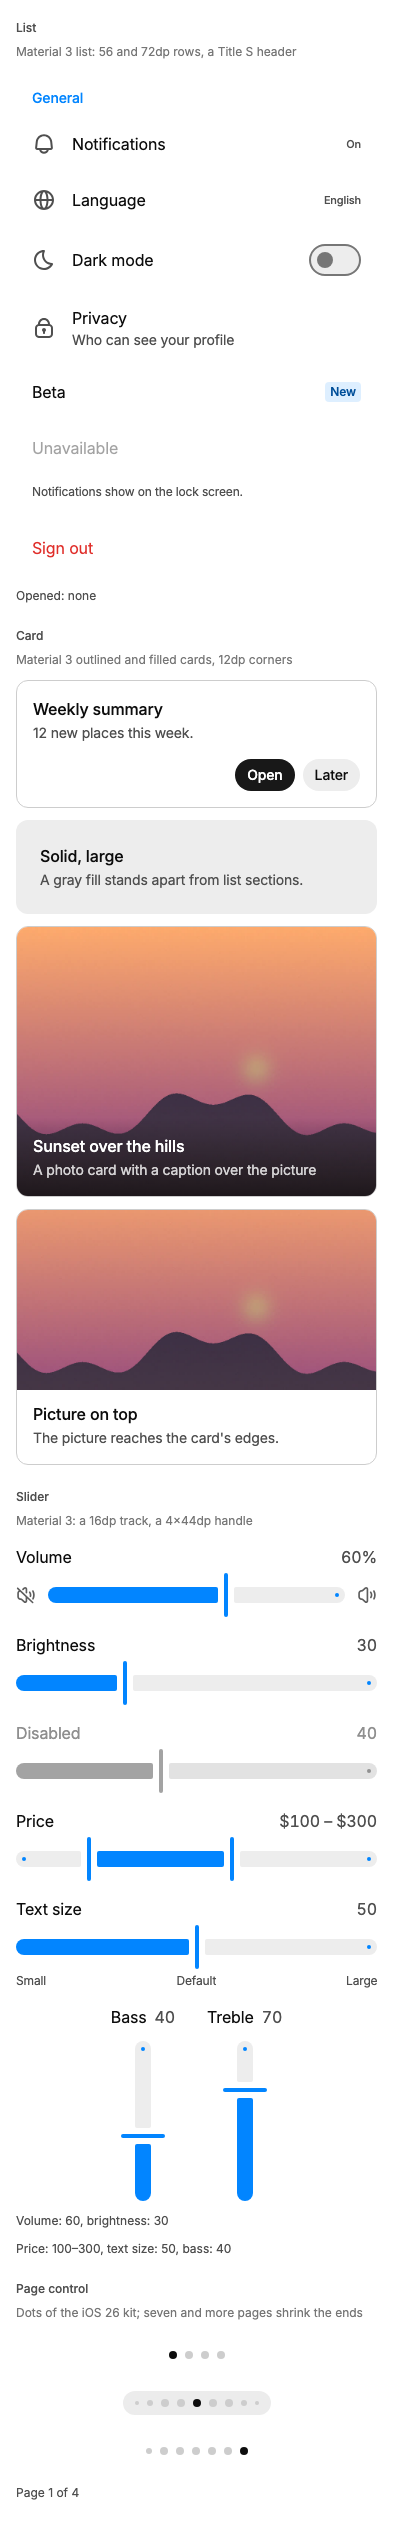 List
Material 3 list: 56 and 72dp rows, a Title S header
General
Notifications
On
Language
English
Dark mode
Privacy
Who can see your profile
Beta
New
Unavailable
Notifications show on the lock screen.
Sign out
Opened: none
Card
Material 3 outlined and filled cards, 12dp corners
Weekly summary
12 new places this week.
Open
Later
Solid, large
A gray fill stands apart from list sections.
Sunset over the hills
A photo card with a caption over the picture
Picture on top
The picture reaches the card's edges.
Slider
Material 3: a 16dp track, a 4×44dp handle
Volume
60%
Brightness
30
Disabled
40
Price
$100 – $300
Text size
50
Small
Default
Large
Bass 40
Treble 70
Volume: 60, brightness: 30
Price: 100–300, text size: 50, bass: 40
Page control
Dots of the iOS 26 kit; seven and more pages shrink the ends
Page 1 of 4